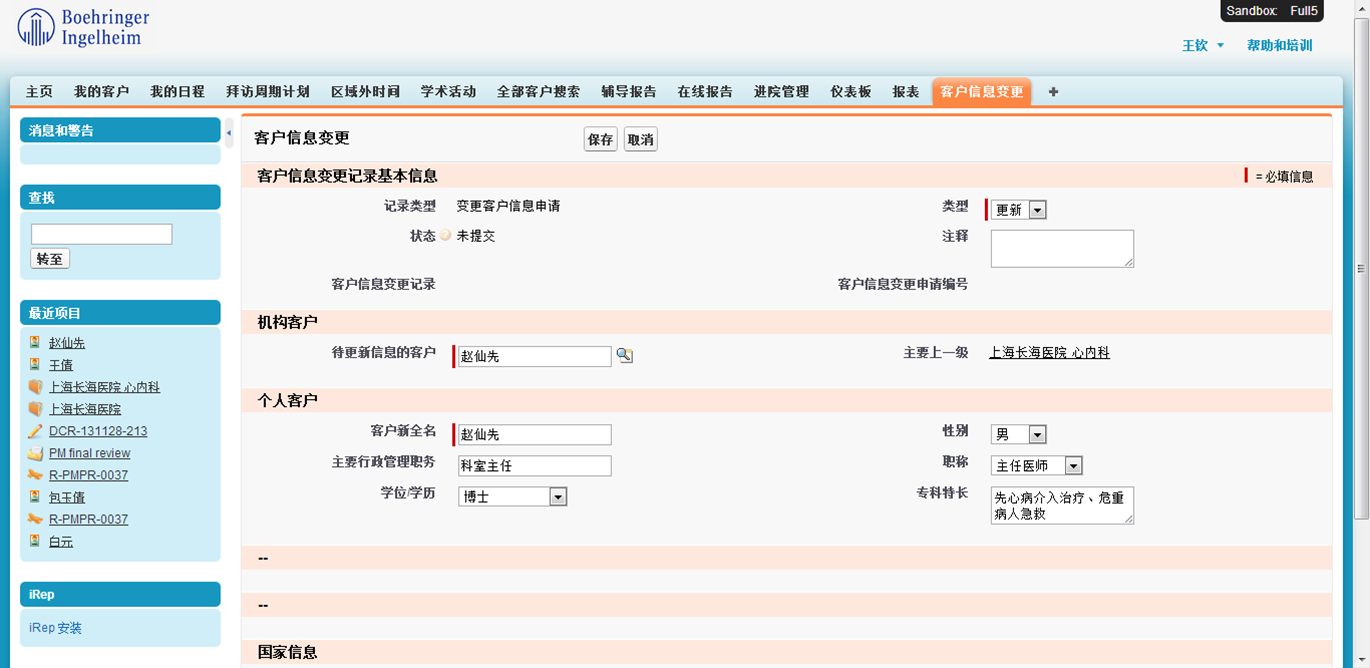 Boehringer
Ingelheim
Sandbox: Full5
王钦 帮助和培训
主页 我的客户 我的日程 拜访周期计划 区域外时间 学术活动 全部客户搜索 辅导报告 在线报告 进院管理 仪表板 报表 客户信息变更 +
消息和警告
查找
转至
最近项目
赵仙先
王倩
上海长海医院 心内科
上海长海医院
DCR-131128-213
PM final review
R-PMPR-0037
包玉倩
R-PMPR-0037
白元
iRep
iRep 安装
客户信息变更 保存 取消
客户信息变更记录基本信息 = 必填信息
记录类型 变更客户信息申请 类型 更新
状态 未提交 注释
客户信息变更记录 客户信息变更申请编号
机构客户
待更新信息的客户 赵仙先 主要上一级 上海长海医院 心内科
个人客户
客户新全名 赵仙先 性别 男
主要行政管理职务 科室主任 职称 主任医师
学位/学历 博士 专科特长 先心病介入治疗、危重
病人急救
--
--
国家信息